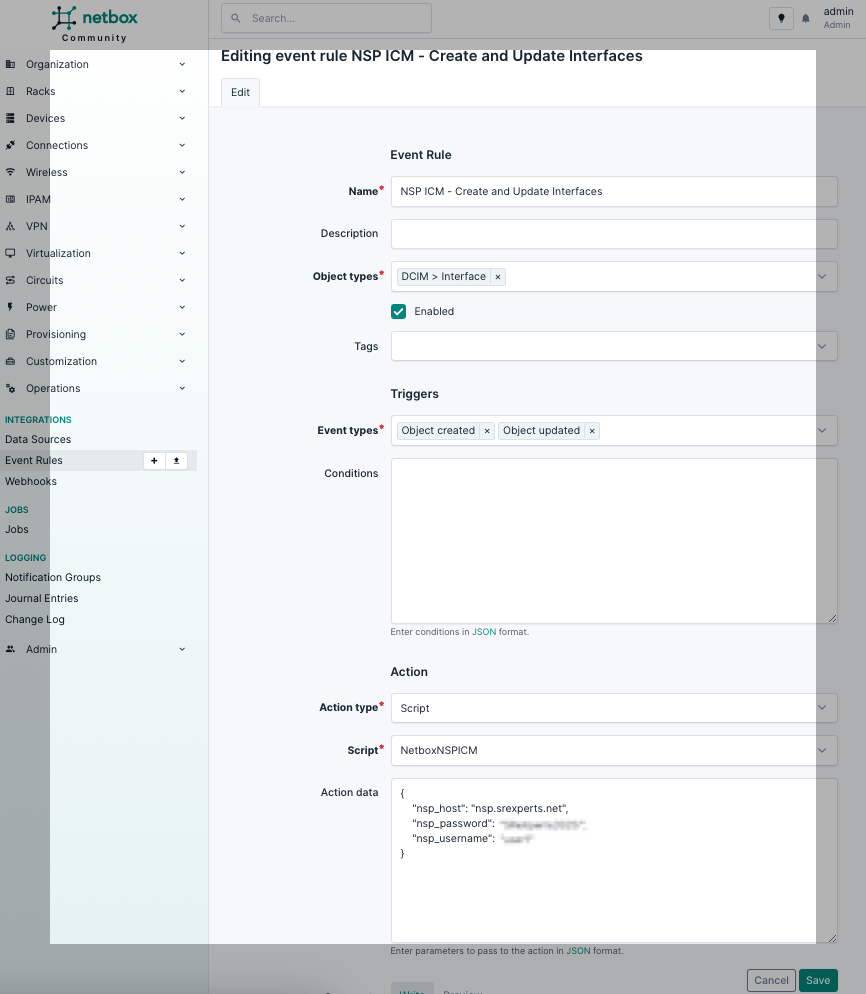 netbox
Community
Search...
admin
Admin
Editing event rule NSP ICM - Create and Update Interfaces
Edit
Organization
Racks
Devices
Connections
Wireless
IPAM
VPN
Virtualization
Circuits
Power
Provisioning
Customization
Operations
INTEGRATIONS
Data Sources
Event Rules
Webhooks
JOBS
Jobs
LOGGING
Notification Groups
Journal Entries
Change Log
Admin
Event Rule
Name* NSP ICM - Create and Update Interfaces
Description
Object types* DCIM > Interface ×
Enabled
Tags
Triggers
Event types* Object created × Object updated ×
Conditions
Enter conditions in JSON format.
Action
Action type* Script
Script* NetboxNSPICM
Action data
{
"nsp_host": "nsp.srexperts.net",
"nsp_password":
"nsp_username":
}
Enter parameters to pass to the action in JSON format.
Cancel Save
Write Preview